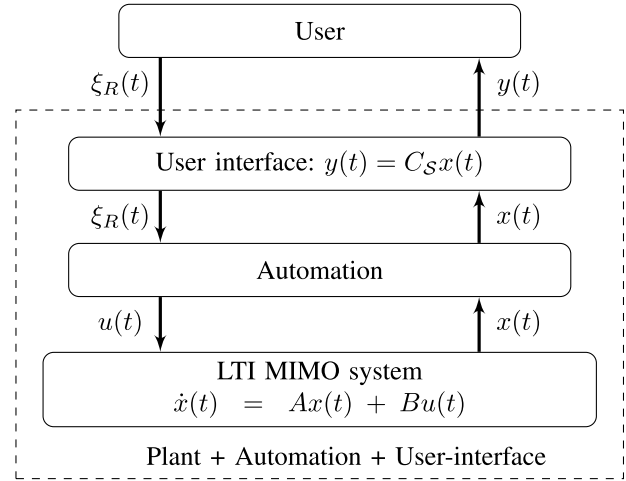 User
ξ_R(t) y(t)
User interface: y(t) = C_𝒮x(t)
ξ_R(t) x(t)
Automation
u(t) x(t)
LTI MIMO system
ẋ(t) = Ax(t) + Bu(t)
Plant + Automation + User-interface